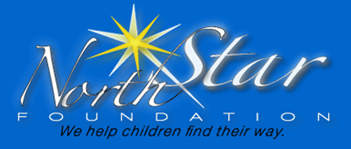 North Star
FOUNDATION
We help children find their way.